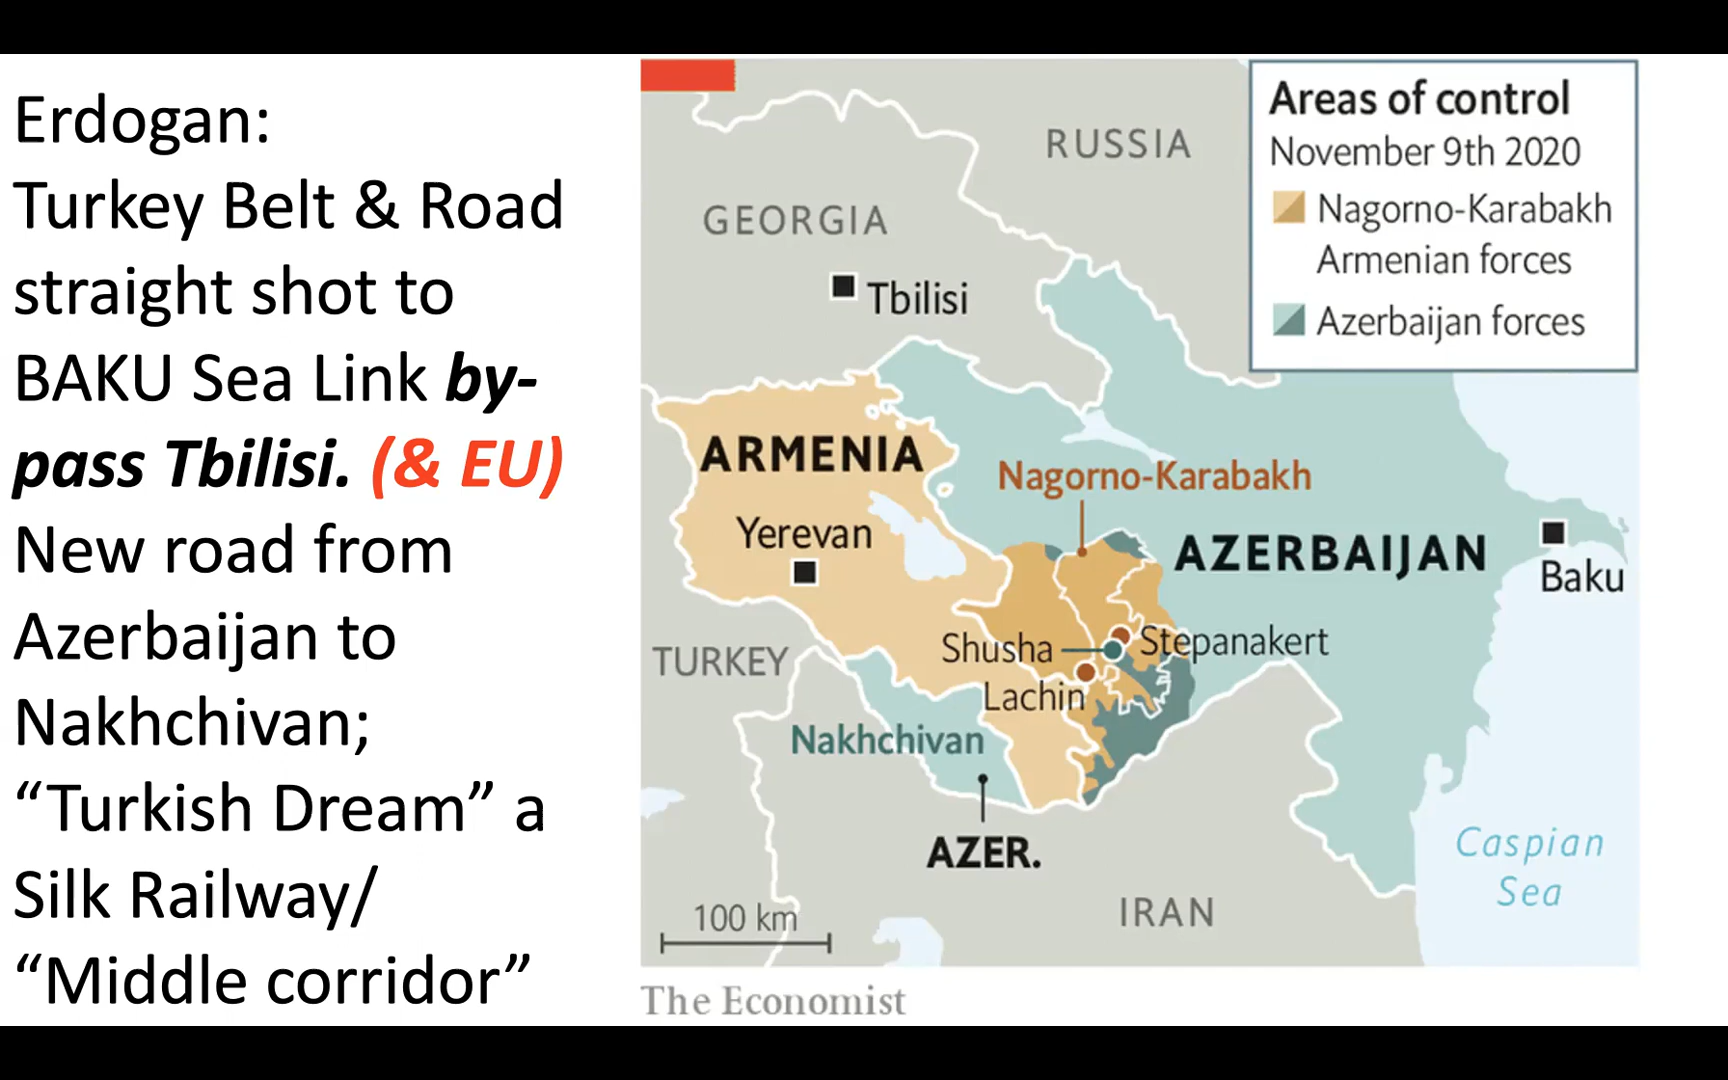 Erdogan:
Turkey Belt & Road
straight shot to
BAKU Sea Link by-
pass Tbilisi. (& EU)
New road from
Azerbaijan to
Nakhchivan;
“Turkish Dream” a
Silk Railway/
“Middle corridor”
Areas of control
November 9th 2020
Nagorno-Karabakh
Armenian forces
Azerbaijan forces
RUSSIA
GEORGIA
Tbilisi
ARMENIA
Nagorno-Karabakh
Yerevan
AZERBAIJAN
Baku
Shusha
Stepanakert
TURKEY
Lachin
Nakhchivan
AZER.
Caspian
Sea
IRAN
100 km
The Economist